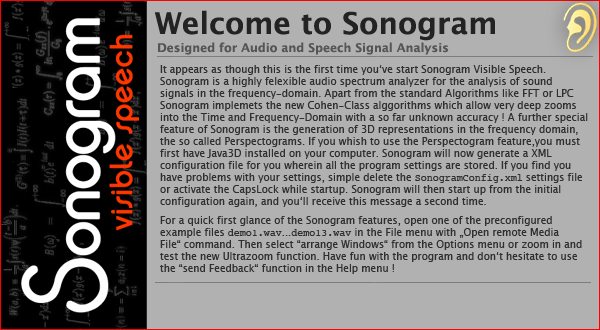 Sonogram
visible speech
Welcome to Sonogram
Designed for Audio and Speech Signal Analysis
It appears as though this is the first time you've start Sonogram Visible Speech.
Sonogram is a highly felexible audio spectrum analyzer for the analysis of sound
signals in the frequency-domain. Apart from the standard Algorithms like FFT or LPC
Sonogram implemets the new Cohen-Class alggorithms which allow very deep zooms
into the Time and Frequency-Domain with a so far unknown accuracy ! A further special
feature of Sonogram is the generation of 3D representations in the frequency domain,
the so called Perspectograms. If you whish to use the Perspectogram feature,you must
first have Java3D installed on your computer. Sonogram will now generate a XML
configuration file for you wherein all the program settings are stored. If you find you
have problems with your settings, simple delete the SonogramConfig.xml settings file
or activate the CapsLock while startup. Sonogram will then start up from the initial
configuration again, and you'll receive this message a second time.
For a quick first glance of the Sonogram features, open one of the preconfigured
example files demo1.wav...demo13.wav in the File menu with „Open remote Media
File“ command. Then select “arrange Windows“ from the Options menu or zoom in and
test the new Ultrazoom function. Have fun with the program and don't hesitate to use
the “send Feedback“ function in the Help menu !